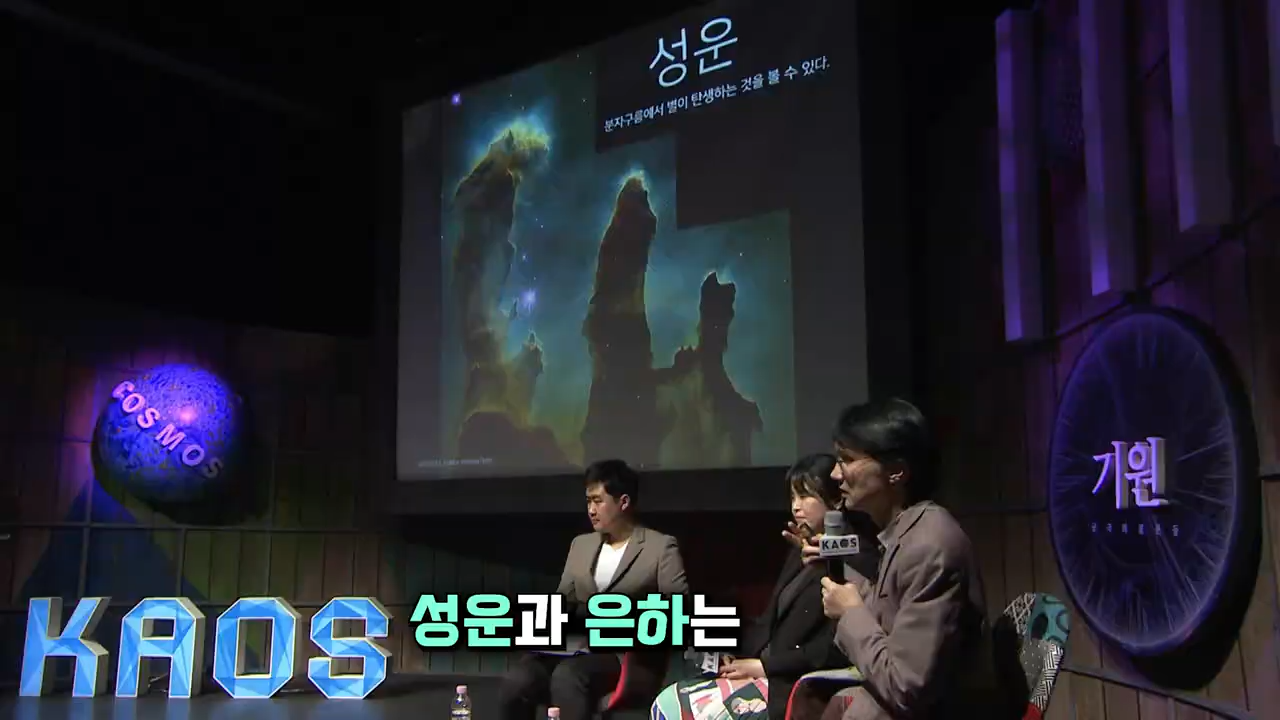 성운
분자구름에서 별이 탄생하는 것을 볼 수 있다.
COSMOS
기원
KAOS
KAOS
성운과 은하는